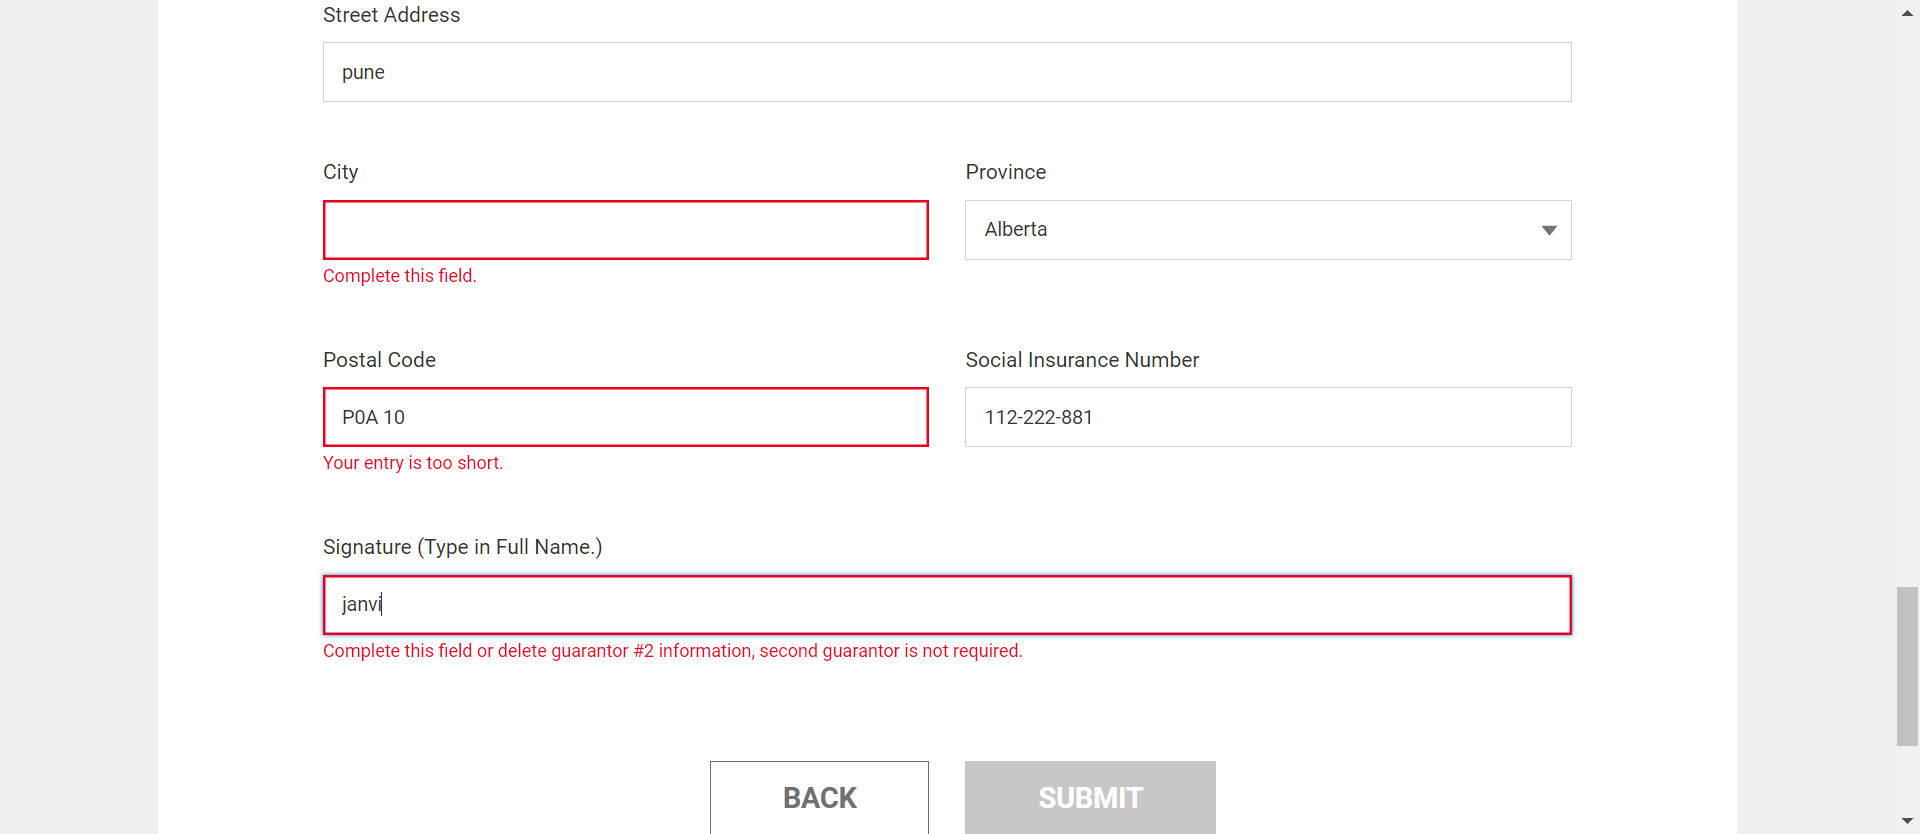 Street Address
pune
City
Province
Alberta
Complete this field.
Postal Code
Social Insurance Number
P0A 10
112-222-881
Your entry is too short.
Signature (Type in Full Name.)
janvi
Complete this field or delete guarantor #2 information, second guarantor is not required.
BACK
SUBMIT